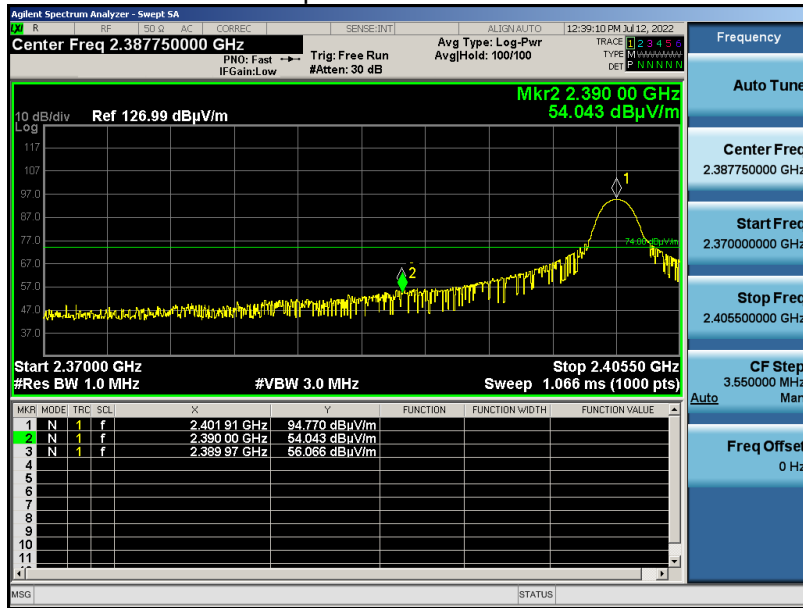 Agilent Spectrum Analyzer - Swept SA
LXI R RF 50 Ω AC CORREC SENSE:INT ALIGN AUTO 12:39:10 PM Jul 12, 2022
Center Freq 2.387750000 GHz
PNO: Fast
IFGain:Low
Trig: Free Run
#Atten: 30 dB
Avg Type: Log-Pwr
Avg|Hold: 100/100
TRACE 1 2 3 4 5 6
TYPE M WWWWW
DET P N N N N N
Mkr2 2.390 00 GHz
54.043 dBµV/m
10 dB/div Ref 126.99 dBµV/m
Log
117
107
97.0
87.0
77.0
67.0
57.0
47.0
37.0
1
2
74.00 dBµV/m
Start 2.37000 GHz Stop 2.40550 GHz
#Res BW 1.0 MHz #VBW 3.0 MHz Sweep 1.066 ms (1000 pts)
MKR MODE TRC SCL X Y FUNCTION FUNCTION WIDTH FUNCTION VALUE
1 N 1 f 2.401 91 GHz 94.770 dBµV/m
2 N 1 f 2.390 00 GHz 54.043 dBµV/m
3 N 1 f 2.389 97 GHz 56.066 dBµV/m
4
5
6
7
8
9
10
11
MSG STATUS
Frequency
Auto Tune
Center Freq
2.387750000 GHz
Start Freq
2.370000000 GHz
Stop Freq
2.405500000 GHz
CF Step
3.550000 MHz
Auto Man
Freq Offset
0 Hz